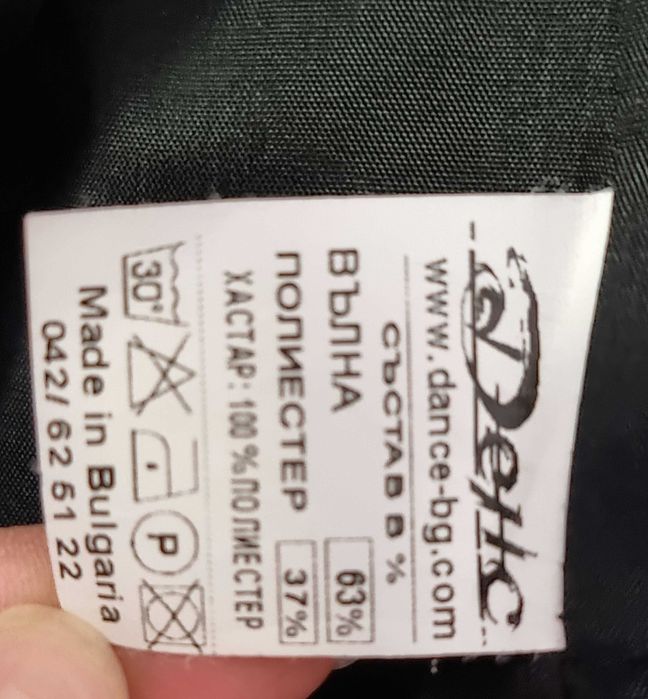 Денс
www.dance-bg.com
СЪСТАВ В %
ВЪЛНА 63%
ПОЛИЕСТЕР 37%
ХАСТАР: 100 %ПОЛИЕСТЕР
30° P
Made in Bulgaria
042/ 62 51 22